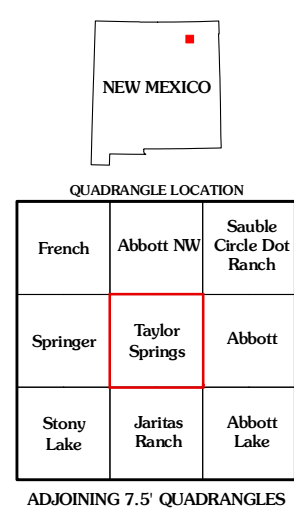 NEW MEXICO
QUADRANGLE LOCATION
French
Abbott NW
Sauble
Circle Dot
Ranch
Springer
Taylor
Springs
Abbott
Stony
Lake
Jaritas
Ranch
Abbott
Lake
ADJOINING 7.5' QUADRANGLES